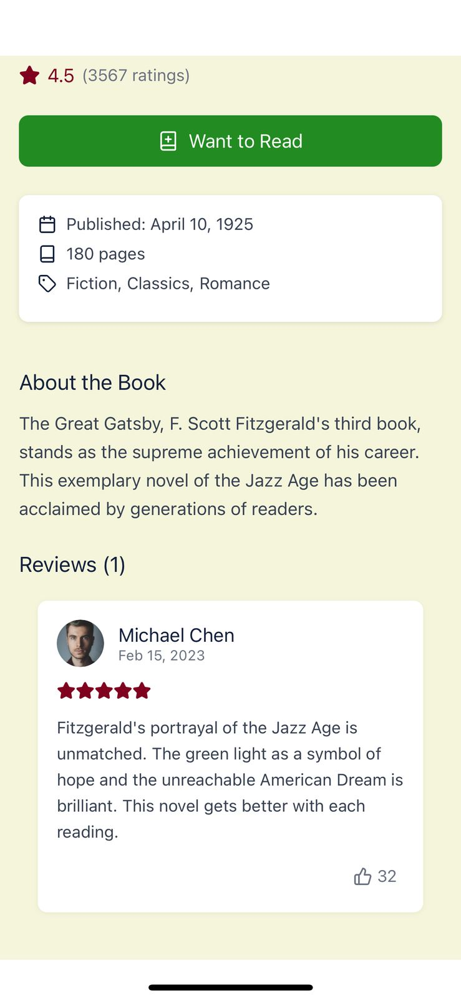 4.5 (3567 ratings)
Want to Read
Published: April 10, 1925
180 pages
Fiction, Classics, Romance
About the Book
The Great Gatsby, F. Scott Fitzgerald's third book,
stands as the supreme achievement of his career.
This exemplary novel of the Jazz Age has been
acclaimed by generations of readers.
Reviews (1)
Michael Chen
Feb 15, 2023
Fitzgerald's portrayal of the Jazz Age is
unmatched. The green light as a symbol of
hope and the unreachable American Dream is
brilliant. This novel gets better with each
reading.
32